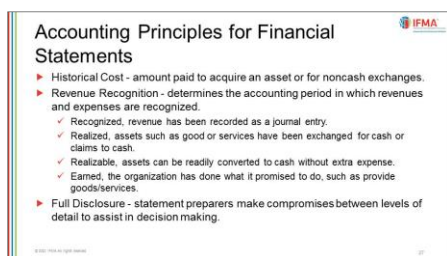 Accounting Principles for Financial
Statements
IFMA
Historical Cost - amount paid to acquire an asset or for noncash exchanges.
Revenue Recognition - determines the accounting period in which revenues
and expenses are recognized.
Recognized, revenue has been recorded as a journal entry.
Realized, assets such as good or services have been exchanged for cash or
claims to cash.
Realizable, assets can be readily converted to cash without extra expense.
Earned, the organization has done what it promised to do, such as provide
goods/services.
Full Disclosure - statement preparers make compromises between levels of
detail to assist in decision making.